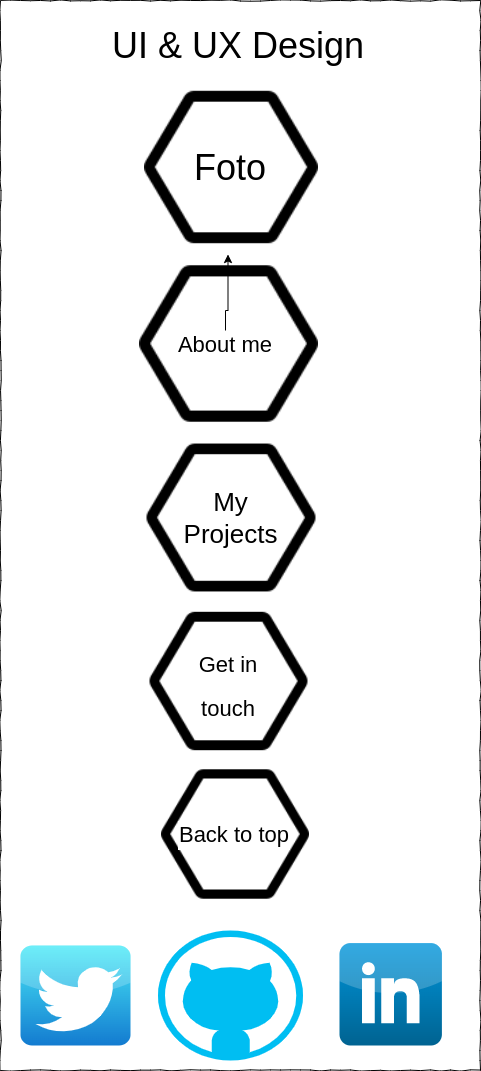 UI & UX Design
Foto
About me
My
Projects
Get in
touch
Back to top
in